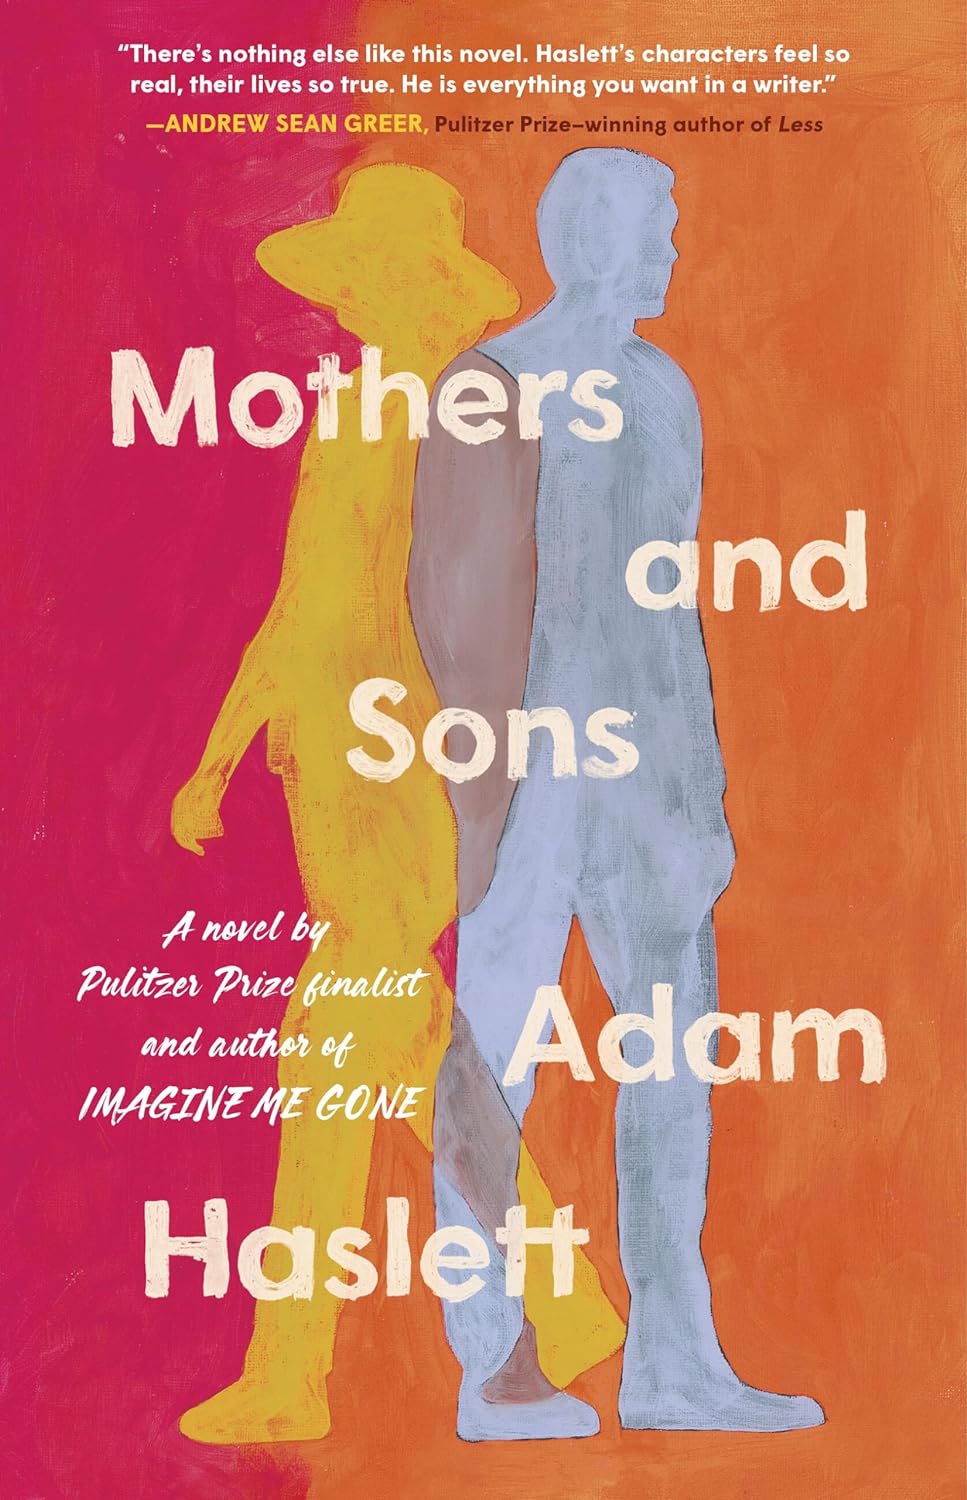 “There’s nothing else like this novel. Haslett’s characters feel so
real, their lives so true. He is everything you want in a writer.”
—ANDREW SEAN GREER, Pulitzer Prize–winning author of Less
Mothers
and
Sons
A novel by
Pulitzer Prize finalist
and author of
IMAGINE ME GONE
Adam
Haslett